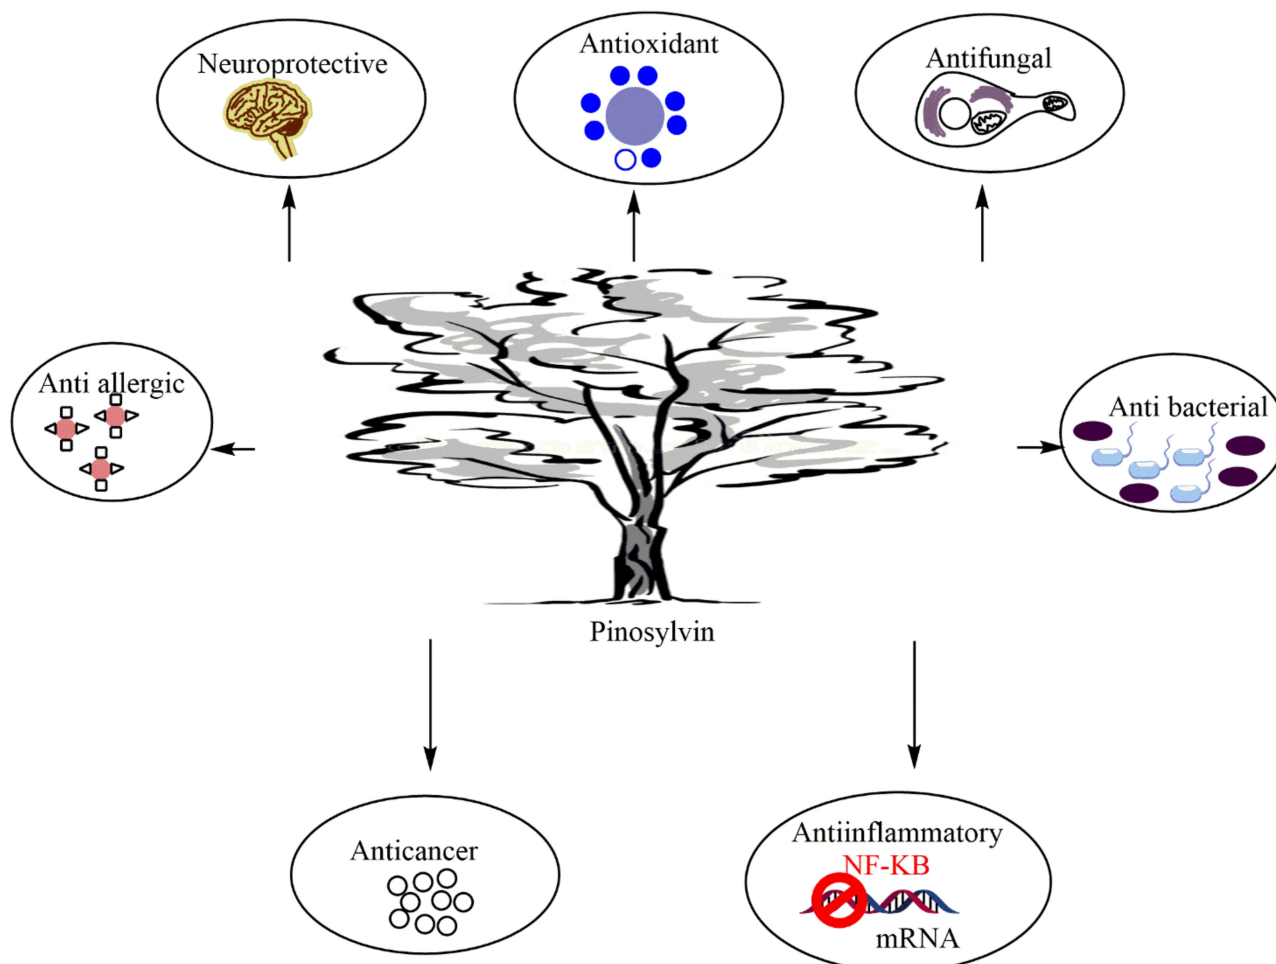 Neuroprotective
Antioxidant
Antifungal
Anti allergic
Anti bacterial
Pinosylvin
Anticancer
Antiinflammatory
NF-KB
mRNA